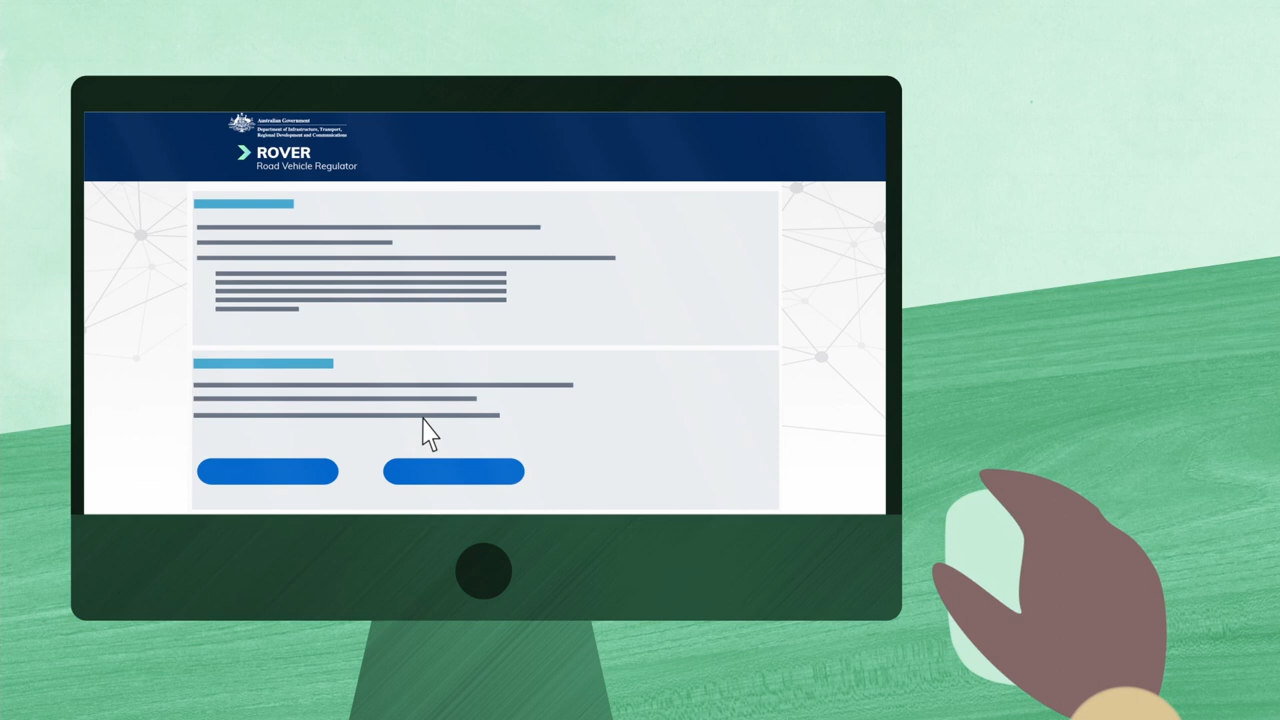 Australian Government
Department of Infrastructure, Transport,
Regional Development and Communications
ROVER
Road Vehicle Regulator